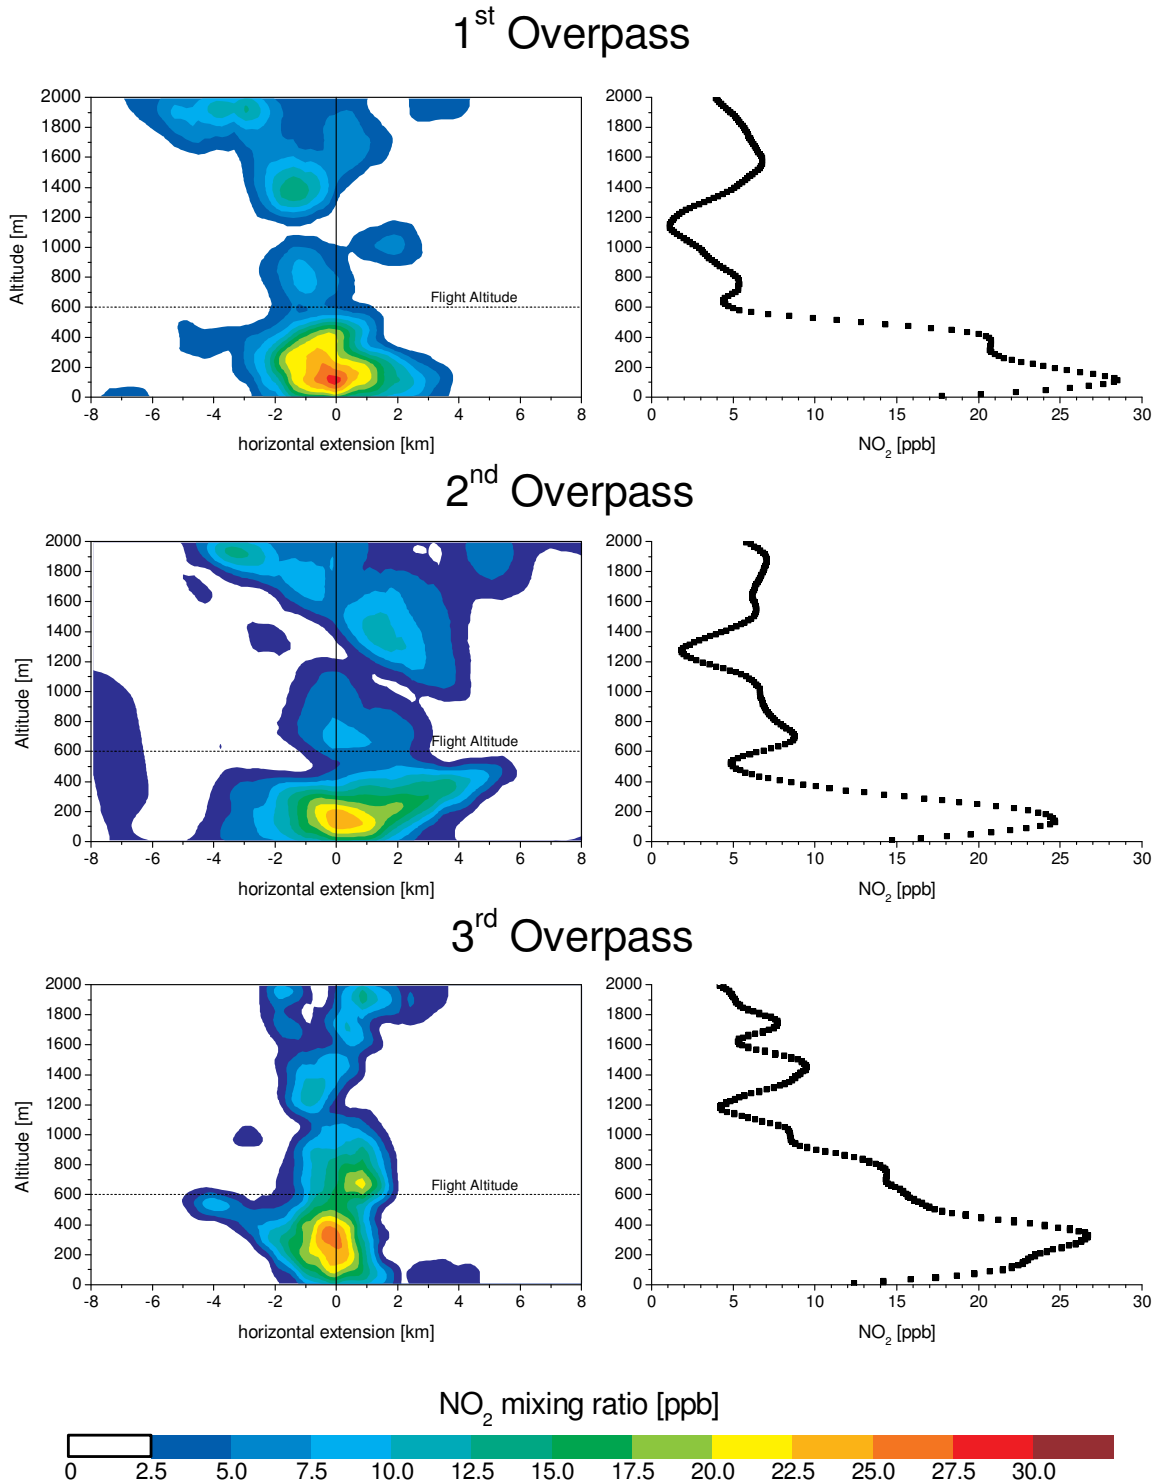 1st Overpass
2000
1800
1600
1400
1200
1000
800
600
400
200
0
Altitude [m]
Flight Altitude
-8 -6 -4 -2 0 2 4 6 8
horizontal extension [km]
2000
1800
1600
1400
1200
1000
800
600
400
200
0
0 5 10 15 20 25 30
NO2 [ppb]
2nd Overpass
2000
1800
1600
1400
1200
1000
800
600
400
200
0
Altitude [m]
Flight Altitude
-8 -6 -4 -2 0 2 4 6 8
horizontal extension [km]
2000
1800
1600
1400
1200
1000
800
600
400
200
0
0 5 10 15 20 25 30
NO2 [ppb]
3rd Overpass
2000
1800
1600
1400
1200
1000
800
600
400
200
0
Altitude [m]
Flight Altitude
-8 -6 -4 -2 0 2 4 6 8
horizontal extension [km]
2000
1800
1600
1400
1200
1000
800
600
400
200
0
0 5 10 15 20 25 30
NO2 [ppb]
NO2 mixing ratio [ppb]
0 2.5 5.0 7.5 10.0 12.5 15.0 17.5 20.0 22.5 25.0 27.5 30.0